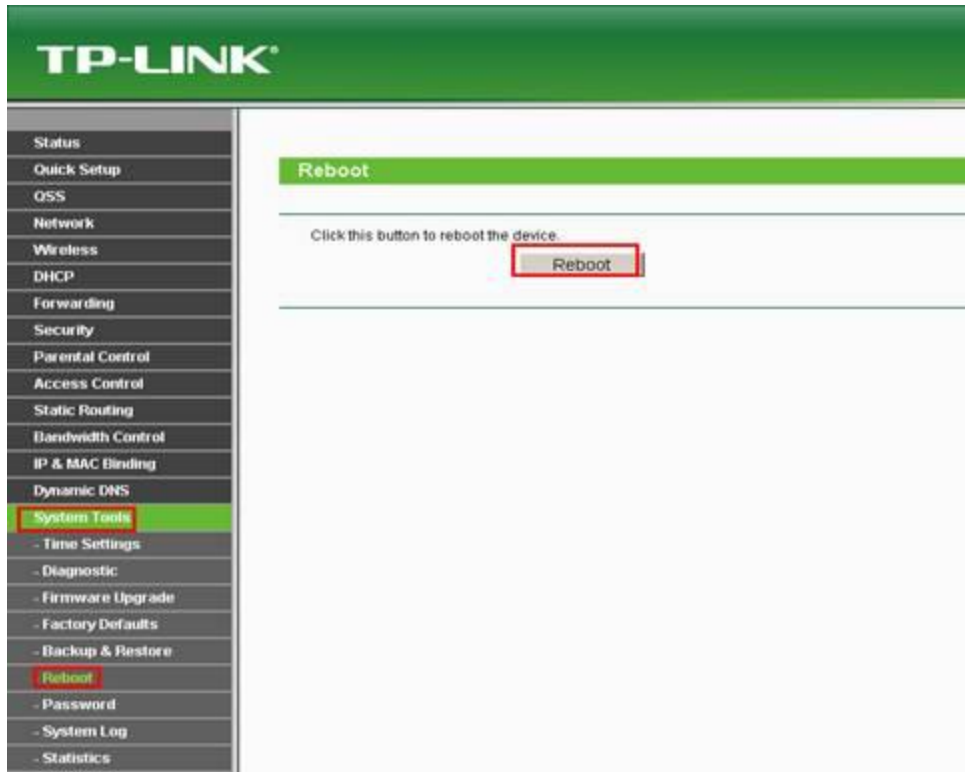 TP-LINK®
Status
Quick Setup
QSS
Network
Wireless
DHCP
Forwarding
Security
Parental Control
Access Control
Static Routing
Bandwidth Control
IP & MAC Binding
Dynamic DNS
System Tools
- Time Settings
- Diagnostic
- Firmware Upgrade
- Factory Defaults
- Backup & Restore
- Reboot
- Password
- System Log
- Statistics
Reboot
Click this button to reboot the device.
Reboot